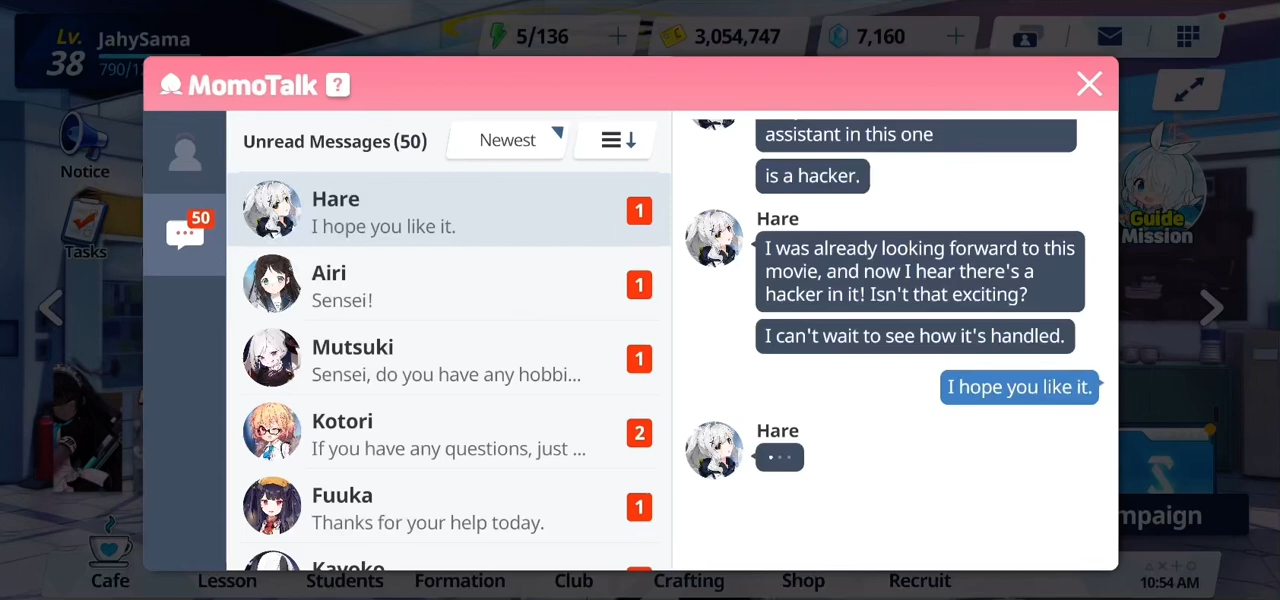 Lv.
38
JahySama
790/1
5/136
3,054,747
7,160
MomoTalk ?
Notice
50
Tasks
Unread Messages (50)
Newest
Hare
I hope you like it.
1
Airi
Sensei!
1
Mutsuki
Sensei, do you have any hobbi...
1
Kotori
If you have any questions, just ...
2
Fuuka
Thanks for your help today.
1
Kayoko
assistant in this one
is a hacker.
Hare
I was already looking forward to this
movie, and now I hear there's a
hacker in it! Isn't that exciting?
I can't wait to see how it's handled.
I hope you like it.
Hare
Guide
Mission
mpaign
Cafe
Lesson
Students
Formation
Club
Crafting
Shop
Recruit
10:54 AM